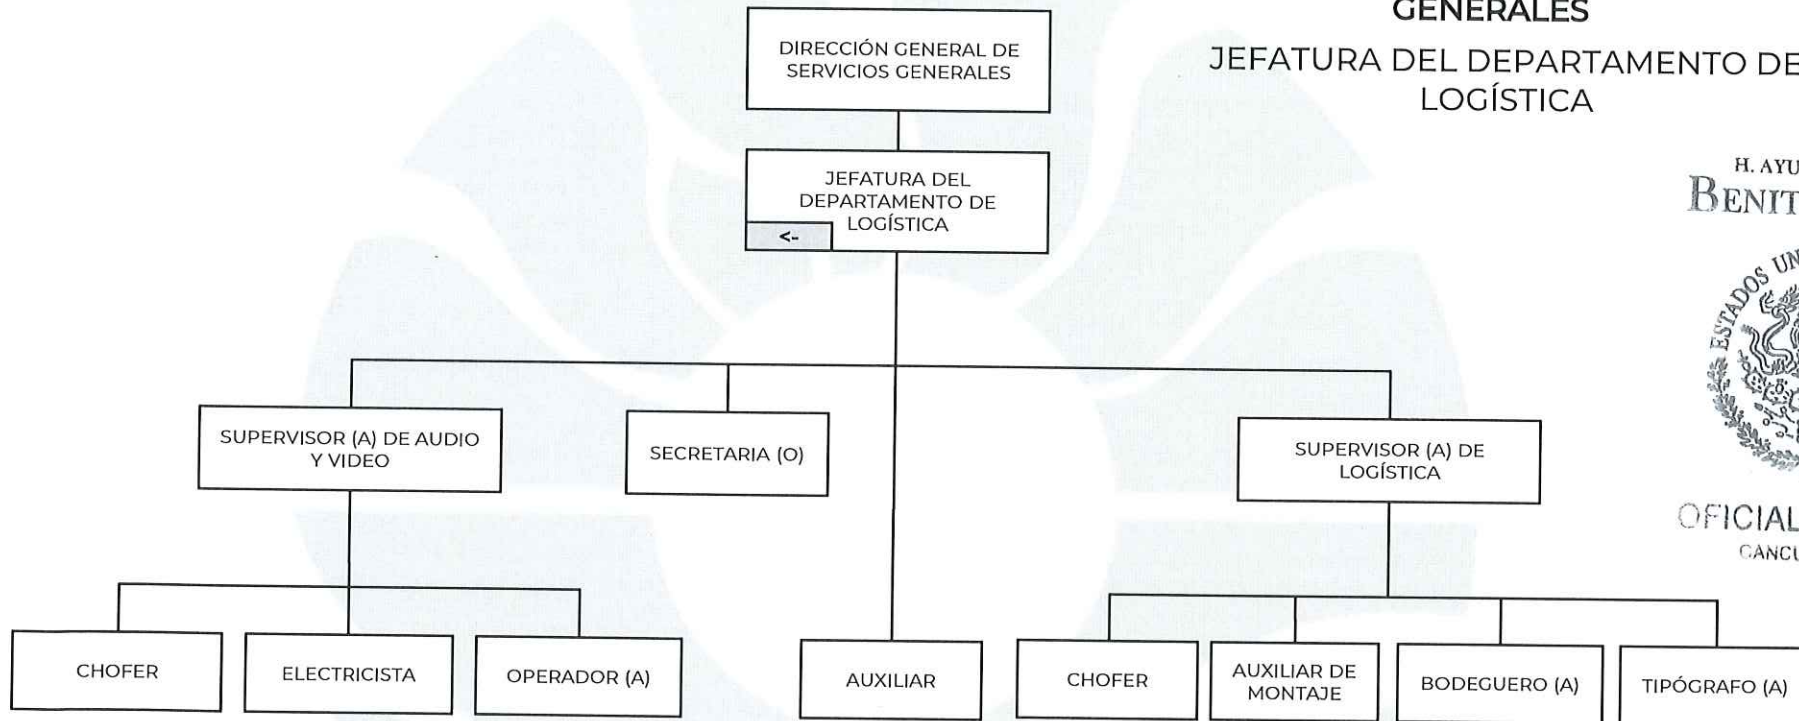 GENERALES
JEFATURA DEL DEPARTAMENTO DE
LOGÍSTICA
DIRECCIÓN GENERAL DE
SERVICIOS GENERALES
JEFATURA DEL
DEPARTAMENTO DE
LOGÍSTICA
<-
H. AYU
BENIT
ESTADOS UN
OFICIAL
CANCU
SUPERVISOR (A) DE AUDIO
Y VIDEO
SECRETARIA (O)
SUPERVISOR (A) DE
LOGÍSTICA
CHOFER
ELECTRICISTA
OPERADOR (A)
AUXILIAR
CHOFER
AUXILIAR DE
MONTAJE
BODEGUERO (A)
TIPÓGRAFO (A)